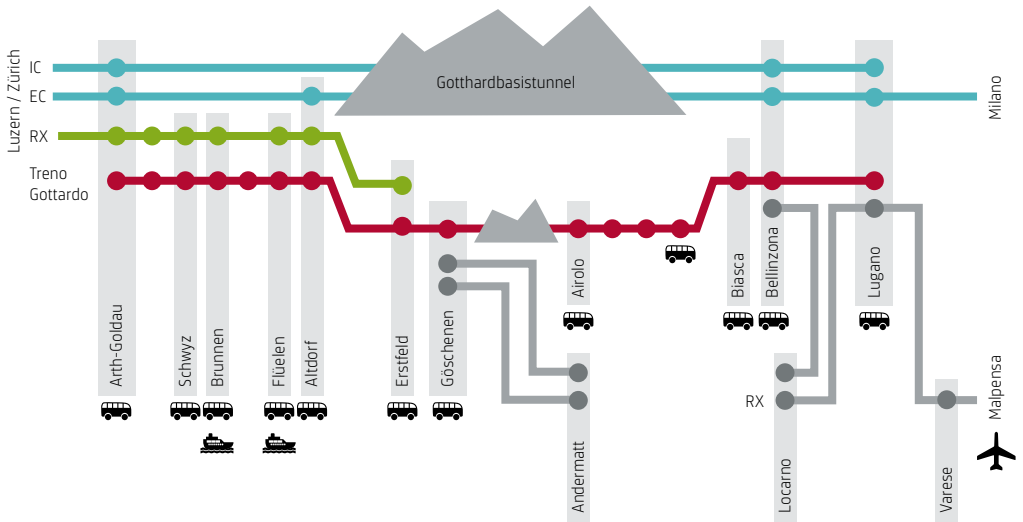 Luzern / Zürich
IC
EC
RX
Treno
Gottardo
Gotthardbasistunnel
Milano
Arth-Goldau
Schwyz
Brunnen
Flüelen
Altdorf
Erstfeld
Göschenen
Airolo
Biasca
Bellinzona
Lugano
Andermatt
RX
Locarno
Varese
Malpensa